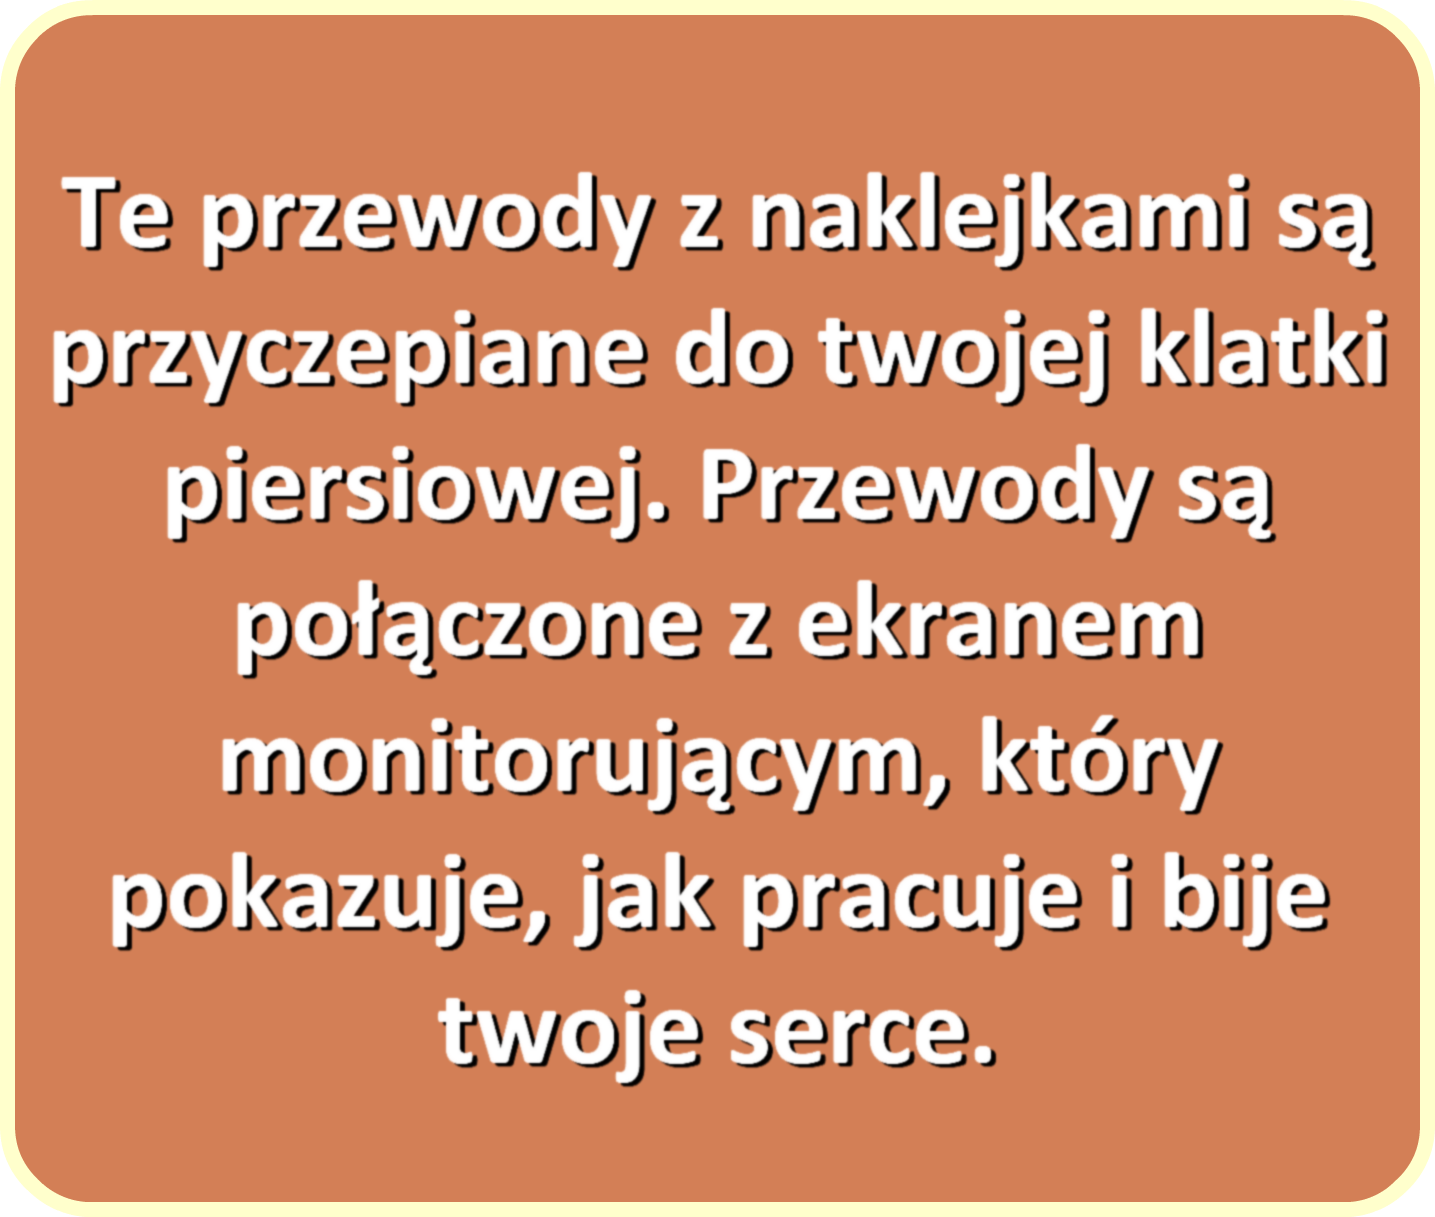 Te przewody z naklejkami są
przyczepiane do twojej klatki
piersiowej. Przewody są
połączone z ekranem
monitorującym, który
pokazuje, jak pracuje i bije
twoje serce.